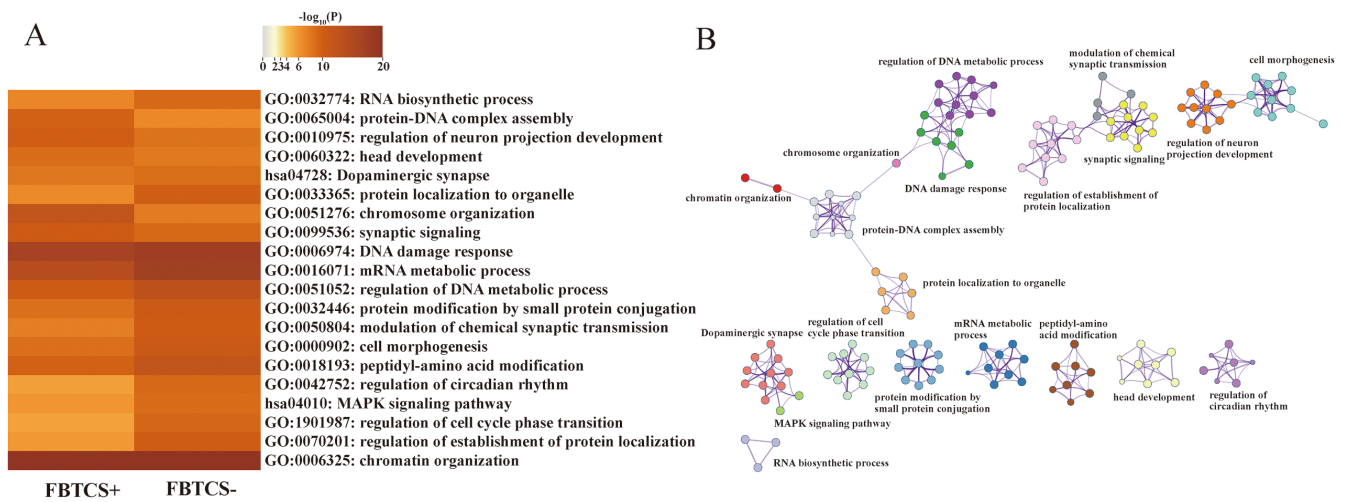 A
-log10(P)
0 2 3 4 6 10 20
GO:0032774: RNA biosynthetic process
GO:0065004: protein-DNA complex assembly
GO:0010975: regulation of neuron projection development
GO:0060322: head development
hsa04728: Dopaminergic synapse
GO:0033365: protein localization to organelle
GO:0051276: chromosome organization
GO:0099536: synaptic signaling
GO:0006974: DNA damage response
GO:0016071: mRNA metabolic process
GO:0051052: regulation of DNA metabolic process
GO:0032446: protein modification by small protein conjugation
GO:0050804: modulation of chemical synaptic transmission
GO:0000902: cell morphogenesis
GO:0018193: peptidyl-amino acid modification
GO:0042752: regulation of circadian rhythm
hsa04010: MAPK signaling pathway
GO:1901987: regulation of cell cycle phase transition
GO:0070201: regulation of establishment of protein localization
GO:0006325: chromatin organization
FBTCS+ FBTCS-
B
regulation of DNA metabolic process
modulation of chemical
synaptic transmission
cell morphogenesis
chromosome organization
DNA damage response
synaptic signaling
regulation of neuron
projection development
regulation of establishment of
protein localization
chromatin organization
protein-DNA complex assembly
protein localization to organelle
Dopaminergic synapse
regulation of cell
cycle phase transition
mRNA metabolic
process
peptidyl-amino
acid modification
MAPK signaling pathway
protein modification by
small protein conjugation
head development
regulation of
circadian rhythm
RNA biosynthetic process